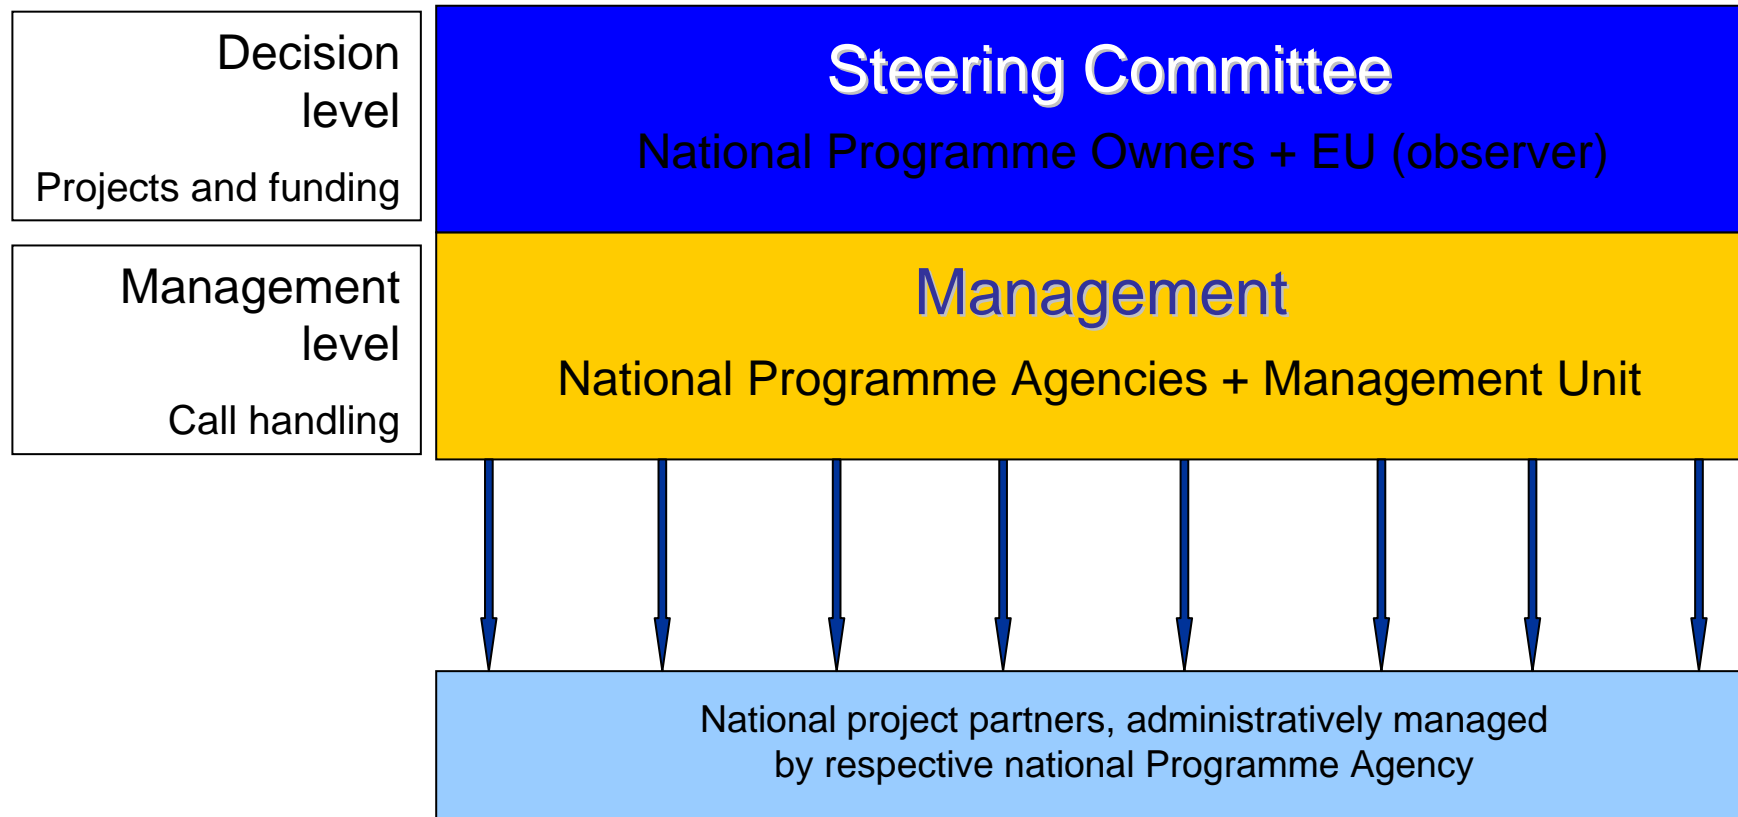 Decision
level
Projects and funding
Steering Committee
National Programme Owners + EU (observer)
Management
level
Call handling
Management
National Programme Agencies + Management Unit
National project partners, administratively managed
by respective national Programme Agency